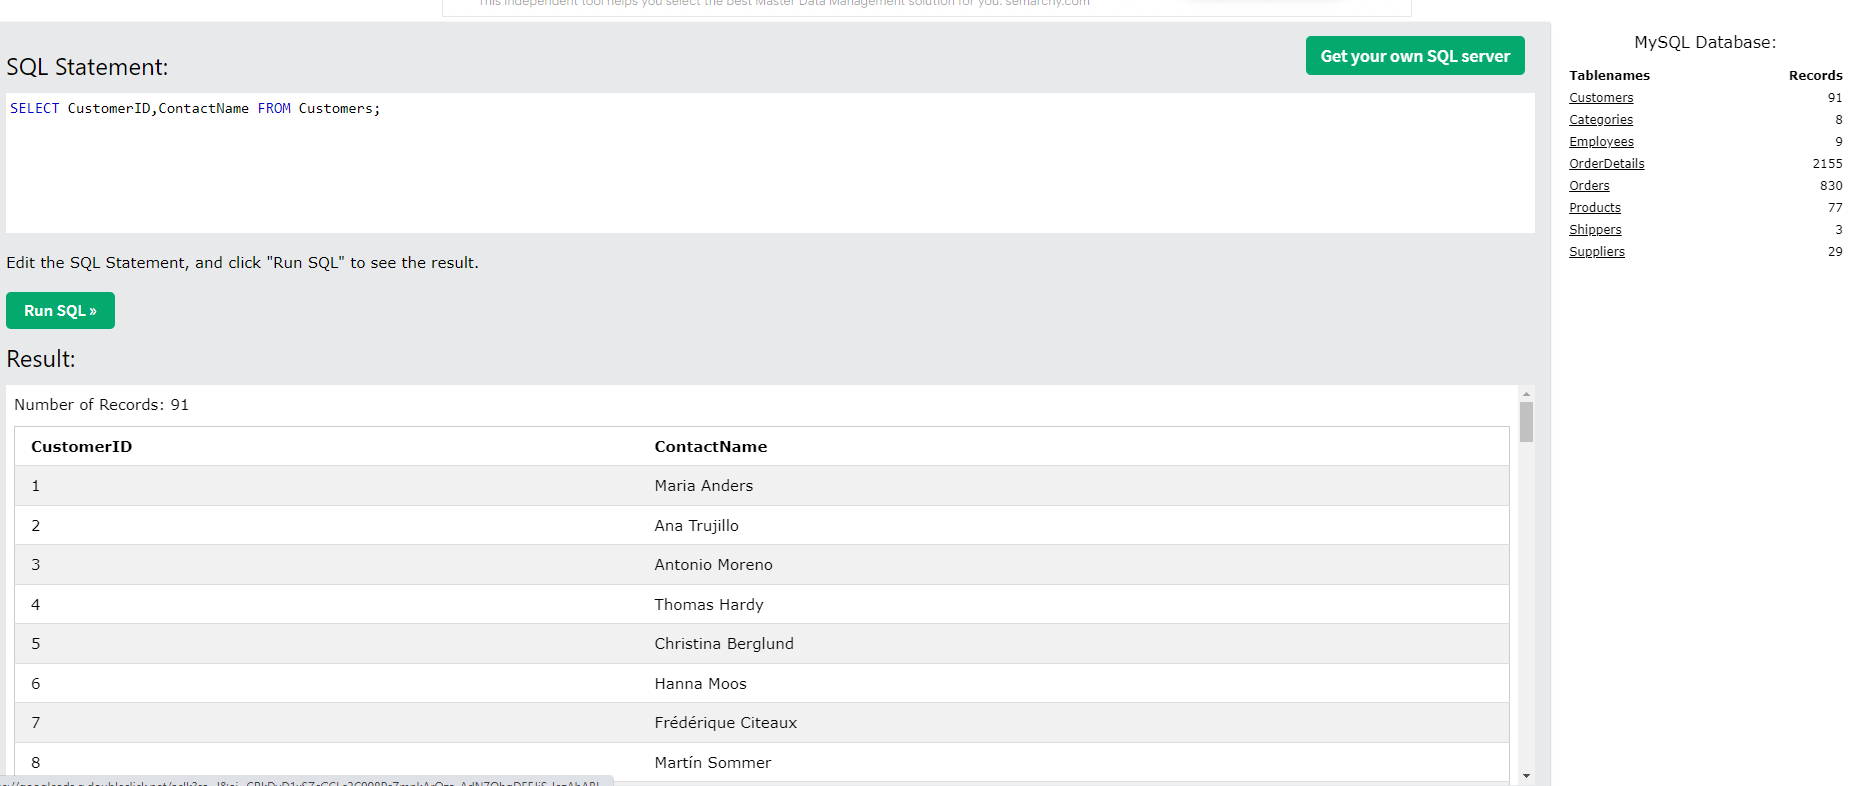 This independent tool helps you select the best Master Data Management solution for you. semarchy.com
Get your own SQL server
SQL Statement:
SELECT CustomerID,ContactName FROM Customers;
Edit the SQL Statement, and click "Run SQL" to see the result.
Run SQL »
Result:
Number of Records: 91
CustomerID ContactName
1 Maria Anders
2 Ana Trujillo
3 Antonio Moreno
4 Thomas Hardy
5 Christina Berglund
6 Hanna Moos
7 Frédérique Citeaux
8 Martín Sommer
MySQL Database:
Tablenames Records
Customers 91
Categories 8
Employees 9
OrderDetails 2155
Orders 830
Products 77
Shippers 3
Suppliers 29